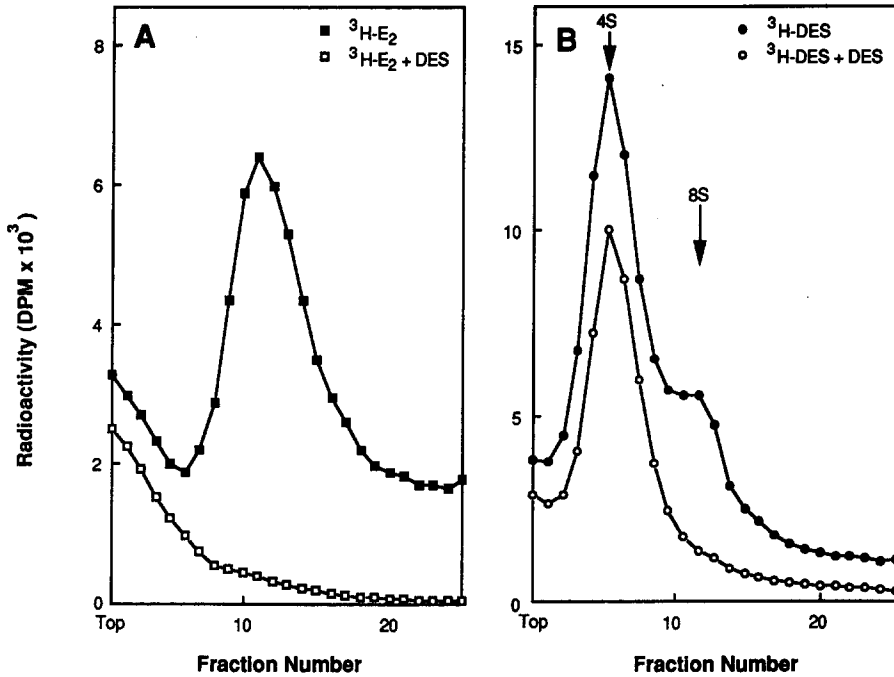 A
³H-E₂
³H-E₂ + DES
8
6
4
2
0
Top
10
20
Fraction Number
Radioactivity (DPM x 10³)
B
4S
8S
³H-DES
³H-DES + DES
15
10
5
0
Top
10
20
Fraction Number